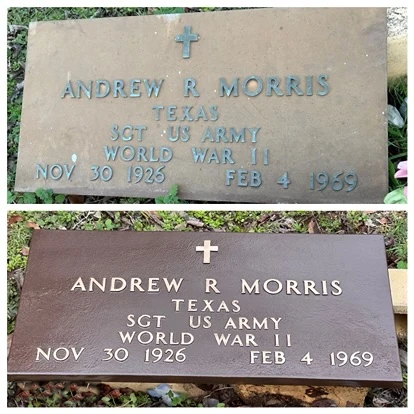 ANDREW R MORRIS
TEXAS
SGT US ARMY
WORLD WAR II
NOV 30 1926 FEB 4 1969
ANDREW R MORRIS
TEXAS
SGT US ARMY
WORLD WAR II
NOV 30 1926 FEB 4 1969